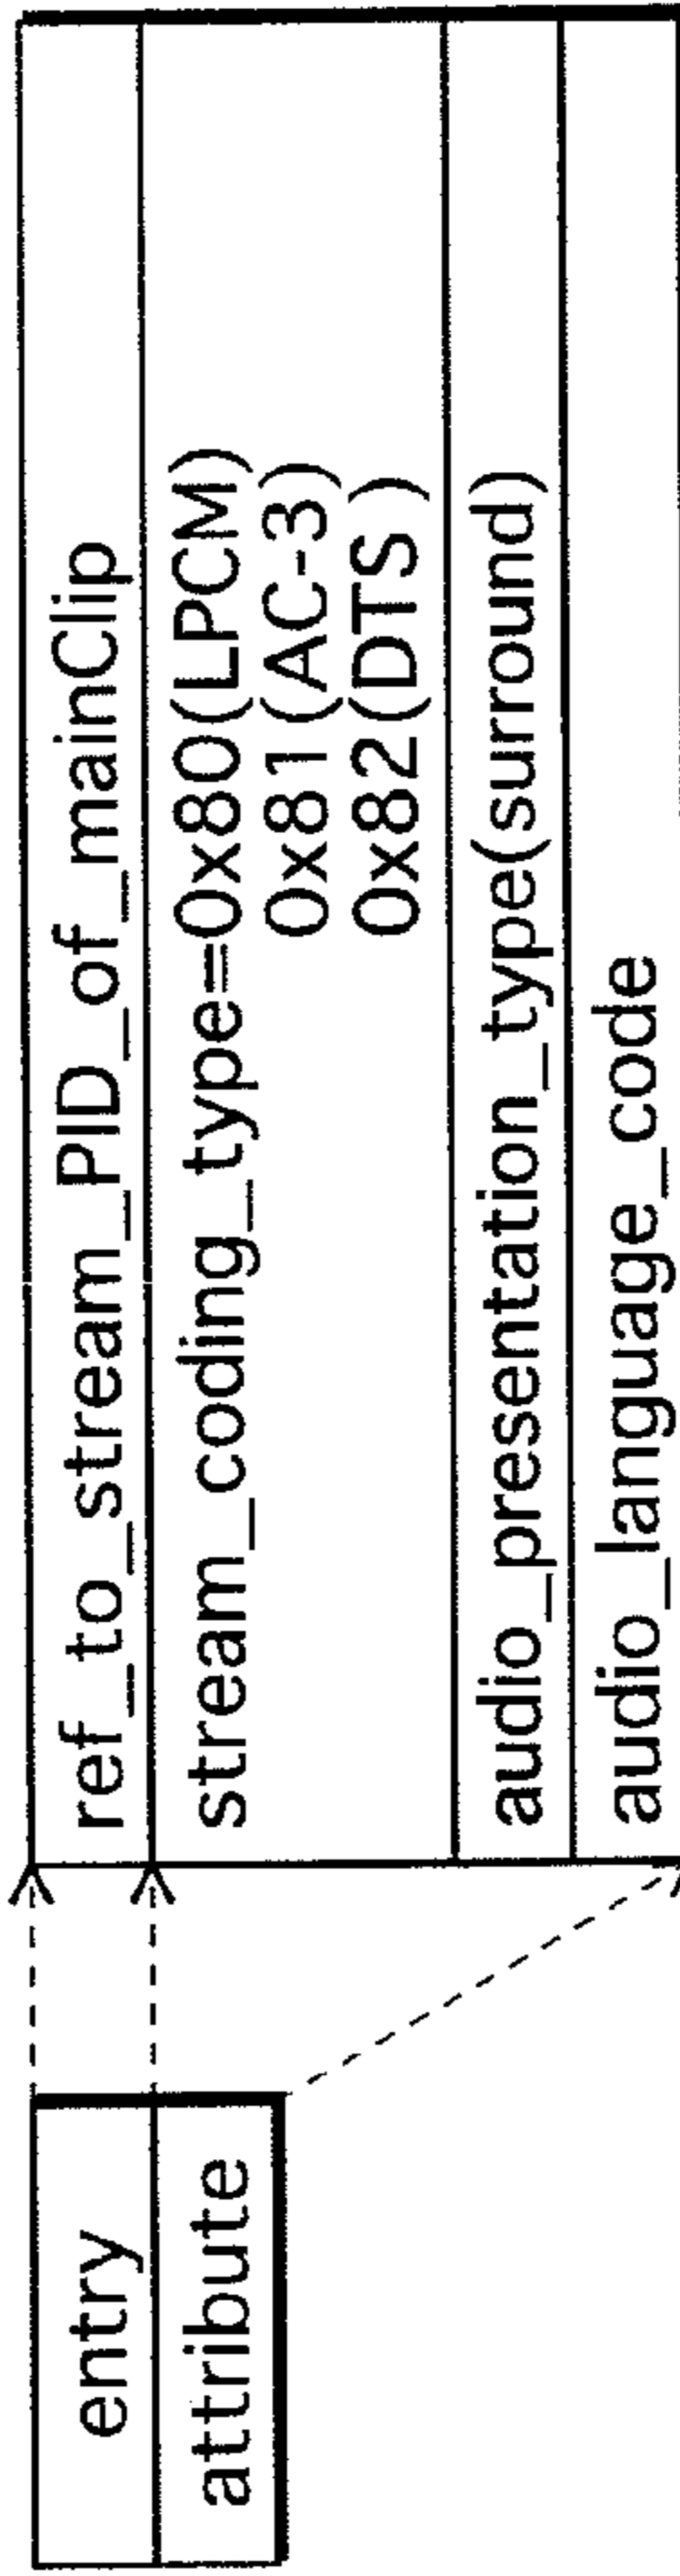 entry
attribute
ref_to_stream_PID_of_mainClip
stream_coding_type=0x80(LPCM)
0x81(AC-3)
0x82(DTS)
audio_presentation_type(surround)
audio_language_code